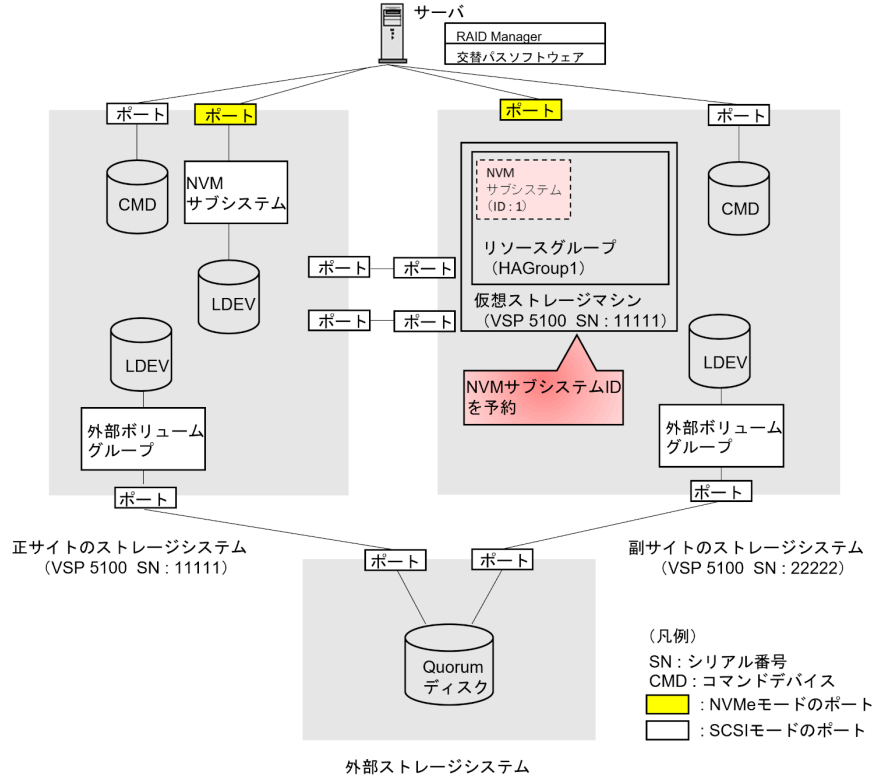 サーバ
RAID Manager
交替パスソフトウェア
ポート
ポート
ポート
ポート
CMD
NVM
サブシステム
LDEV
NVM
サブシステム
（ID : 1）
リソースグループ
（HAGroup1）
仮想ストレージマシン
（VSP 5100  SN : 11111）
CMD
ポート
ポート
ポート
ポート
LDEV
外部ボリューム
グループ
ポート
NVMサブシステムID
を予約
LDEV
外部ボリューム
グループ
ポート
正サイトのストレージシステム
（VSP 5100  SN : 11111）
副サイトのストレージシステム
（VSP 5100  SN : 22222）
ポート
ポート
Quorum
ディスク
外部ストレージシステム
（凡例）
SN : シリアル番号
CMD : コマンドデバイス
: NVMeモードのポート
: SCSIモードのポート